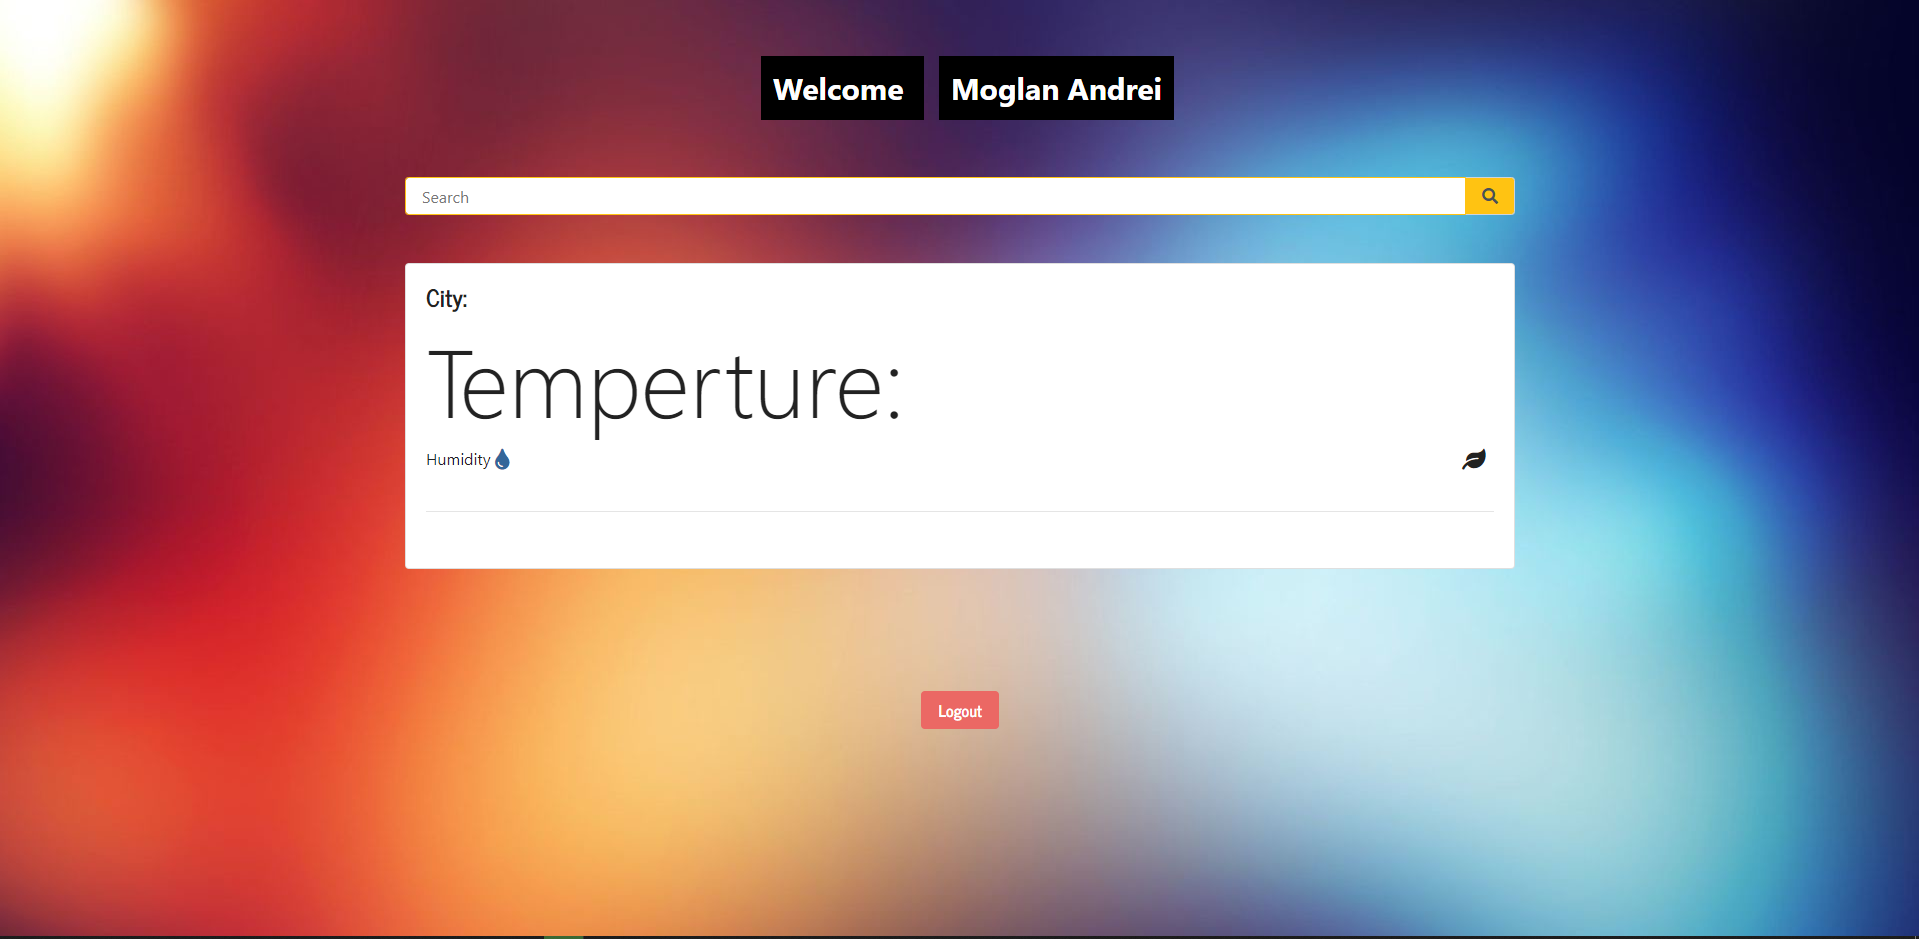 Welcome Moglan Andrei
Search
City:
Temperture:
Humidity
Logout